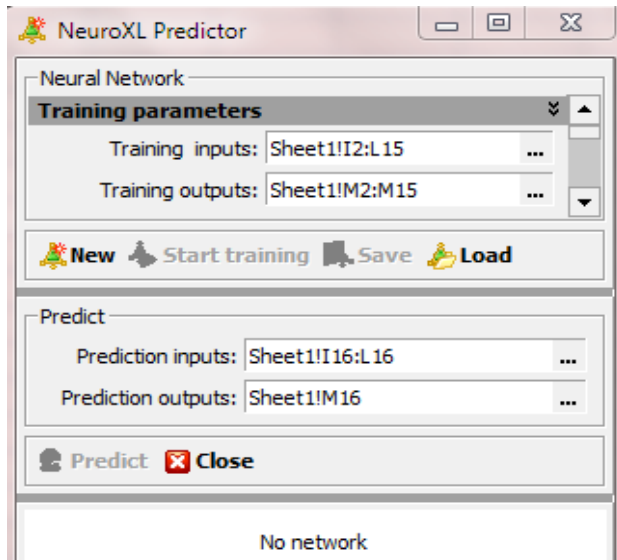 NeuroXL Predictor
Neural Network
Training parameters
Training inputs: Sheet1!I2:L15 ...
Training outputs: Sheet1!M2:M15 ...
New Start training Save Load
Predict
Prediction inputs: Sheet1!I16:L16 ...
Prediction outputs: Sheet1!M16 ...
Predict Close
No network